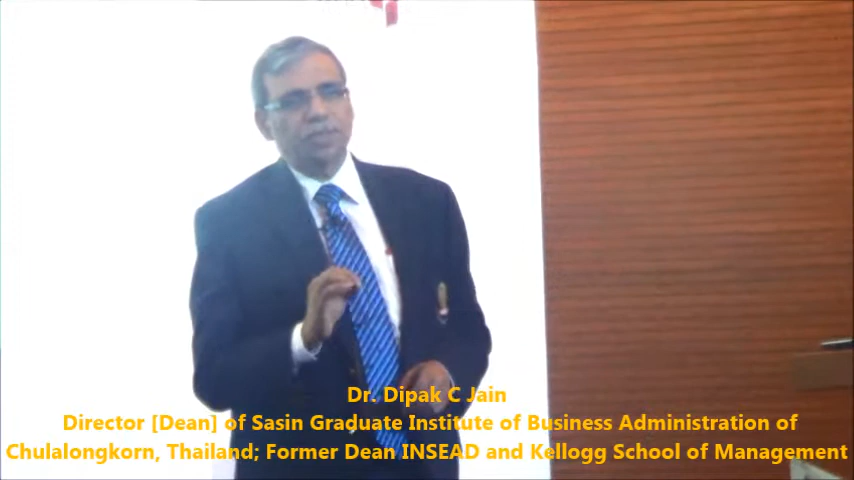 Dr. Dipak C Jain
Director [Dean] of Sasin Graduate Institute of Business Administration of
Chulalongkorn, Thailand; Former Dean INSEAD and Kellogg School of Management